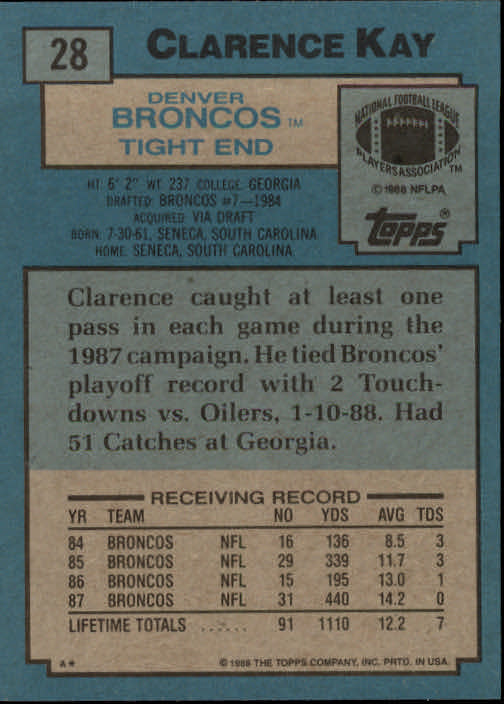 28
CLARENCE KAY
DENVER
BRONCOS TM
TIGHT END
NATIONAL FOOTBALL LEAGUE
PLAYERS ASSOCIATION TM
© 1988 NFLPA
Topps®
HT: 6' 2" WT: 237 COLLEGE: GEORGIA
DRAFTED: BRONCOS #7—1984
ACQUIRED: VIA DRAFT
BORN: 7-30-61, SENECA, SOUTH CAROLINA
HOME: SENECA, SOUTH CAROLINA
Clarence caught at least one
pass in each game during the
1987 campaign. He tied Broncos'
playoff record with 2 Touch-
downs vs. Oilers, 1-10-88. Had
51 Catches at Georgia.
RECEIVING RECORD
YR TEAM NO YDS AVG TDS
84 BRONCOS NFL 16 136 8.5 3
85 BRONCOS NFL 29 339 11.7 3
86 BRONCOS NFL 15 195 13.0 1
87 BRONCOS NFL 31 440 14.2 0
LIFETIME TOTALS ...... 91 1110 12.2 7
A★ © 1988 THE TOPPS COMPANY, INC. PRTD. IN USA.